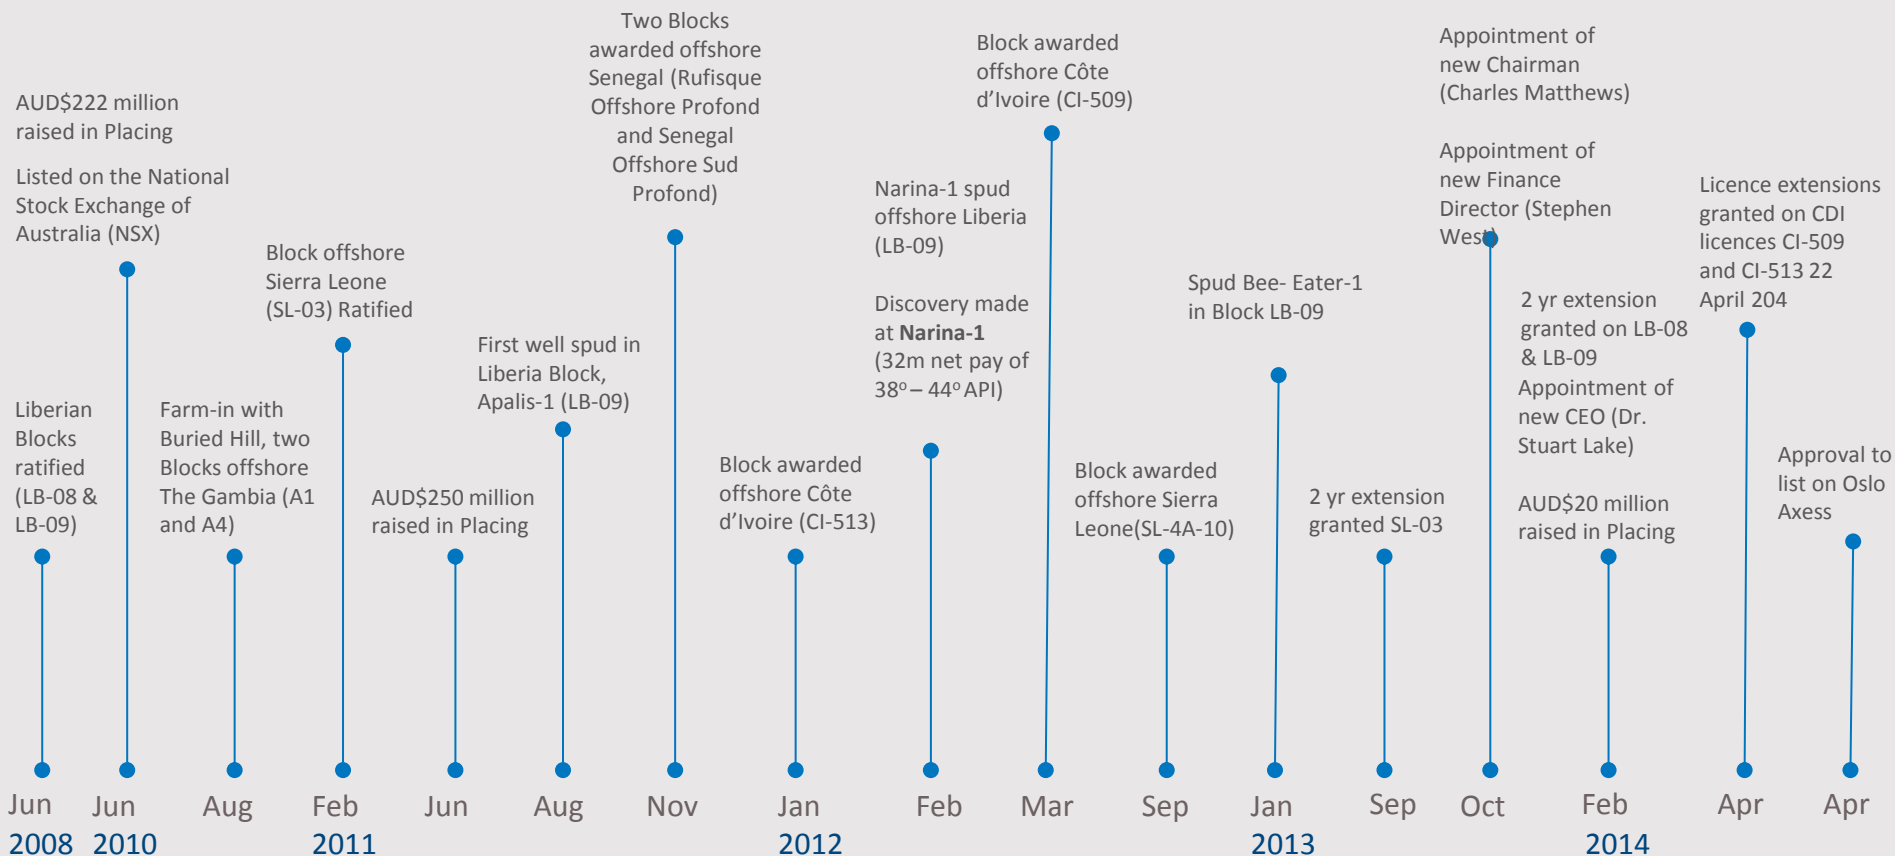 AUD$222 million
raised in Placing
Listed on the National
Stock Exchange of
Australia (NSX)
Liberian
Blocks
ratified
(LB-08 &
LB-09)
Farm-in with
Buried Hill, two
Blocks offshore
The Gambia (A1
and A4)
Block offshore
Sierra Leone
(SL-03) Ratified
AUD$250 million
raised in Placing
First well spud in
Liberia Block,
Apalis-1 (LB-09)
Two Blocks
awarded offshore
Senegal (Rufisque
Offshore Profond
and Senegal
Offshore Sud
Profond)
Block awarded
offshore Côte
d’Ivoire (CI-513)
Narina-1 spud
offshore Liberia
(LB-09)
Discovery made
at Narina-1
(32m net pay of
38º – 44º API)
Block awarded
offshore Côte
d’Ivoire (CI-509)
Block awarded
offshore Sierra
Leone(SL-4A-10)
Spud Bee- Eater-1
in Block LB-09
2 yr extension
granted SL-03
Appointment of
new Chairman
(Charles Matthews)
Appointment of
new Finance
Director (Stephen
West)
2 yr extension
granted on LB-08
& LB-09
Appointment of
new CEO (Dr.
Stuart Lake)
AUD$20 million
raised in Placing
Licence extensions
granted on CDI
licences CI-509
and CI-513 22
April 204
Approval to
list on Oslo
Axess
Jun Jun Aug Feb Jun Aug Nov Jan Feb Mar Sep Jan Sep Oct Feb Apr Apr
2008 2010 2011 2012 2013 2014